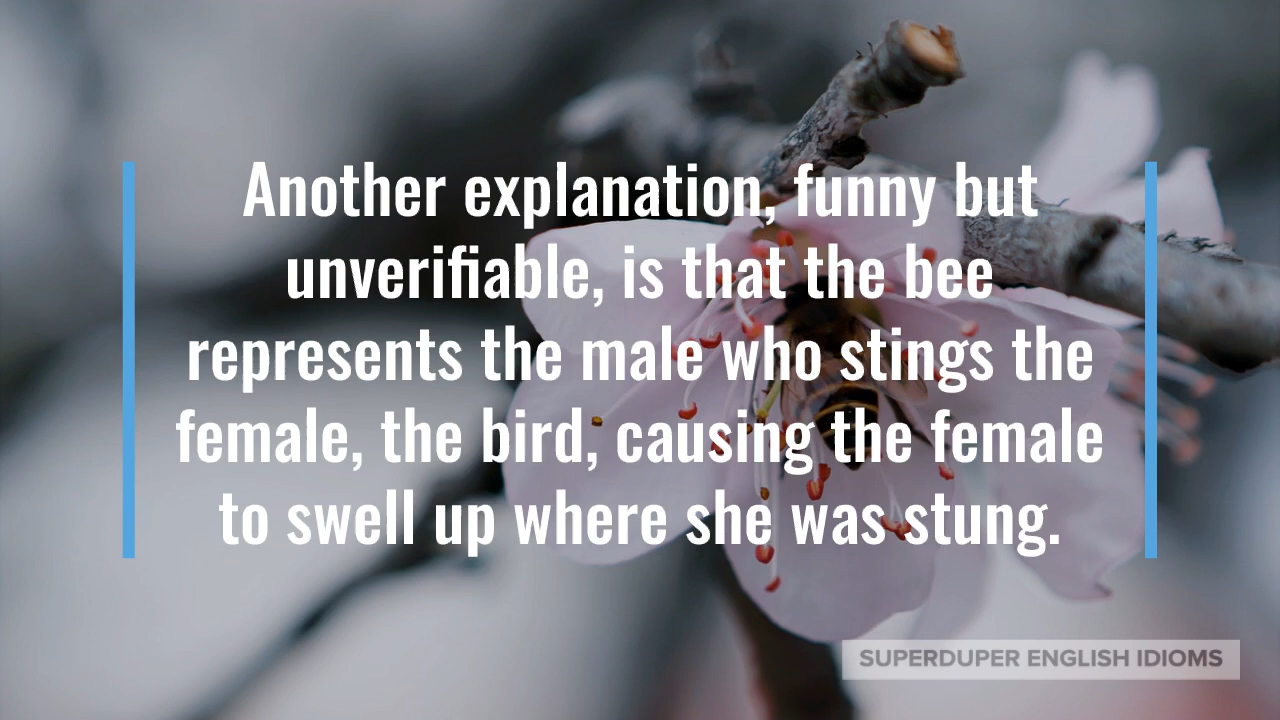 Another explanation, funny but
unverifiable, is that the bee
represents the male who stings the
female, the bird, causing the female
to swell up where she was stung.
SUPERDUPER ENGLISH IDIOMS